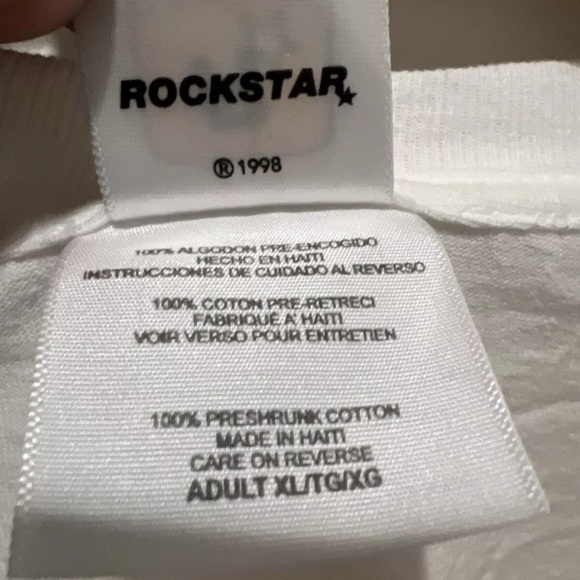 ROCKSTAR
® 1998
100% ALGODON PRE-ENCOGIDO
HECHO EN HAITI
INSTRUCCIONES DE CUIDADO AL REVERSO
100% COTON PRE-RETRECI
FABRIQUÉ À HAITI
VOIR VERSO POUR ENTRETIEN
100% PRESHRUNK COTTON
MADE IN HAITI
CARE ON REVERSE
ADULT XL/TG/XG